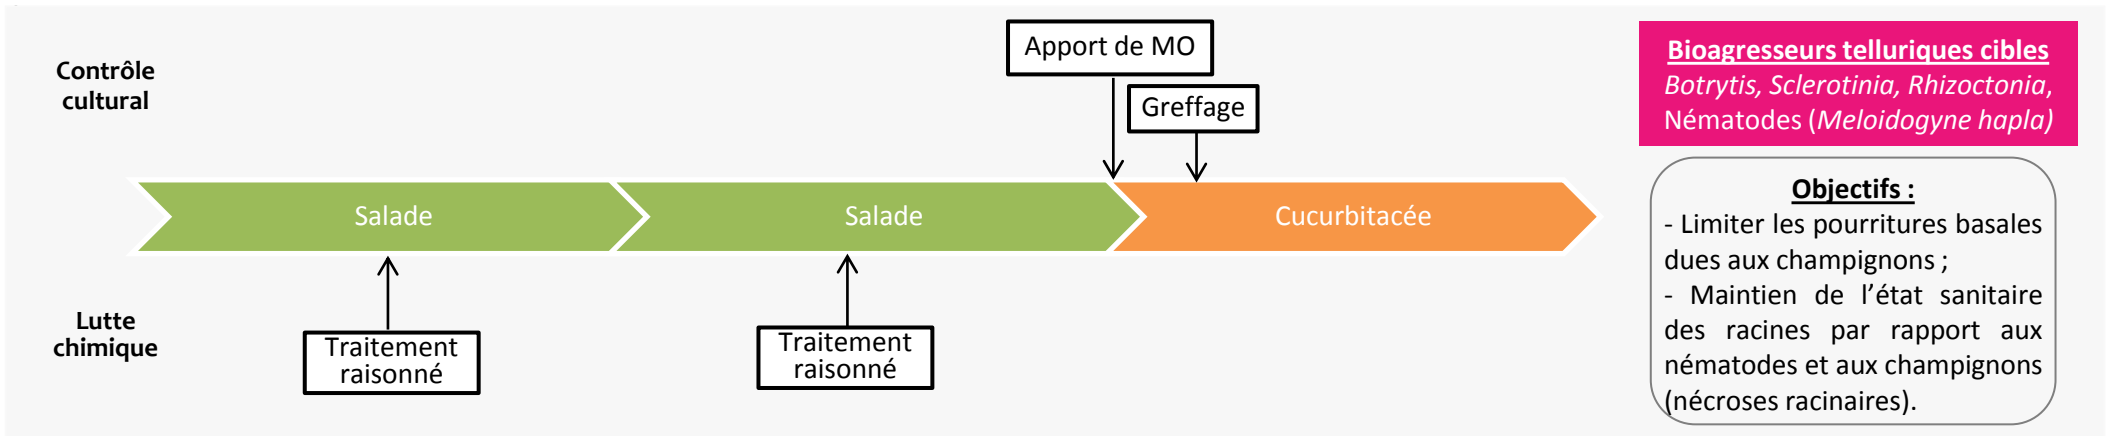 Contrôle
cultural
Apport de MO
Greffage
Salade
Salade
Cucurbitacée
Lutte
chimique
Traitement
raisonné
Traitement
raisonné
Bioagresseurs telluriques cibles
Botrytis, Sclerotinia, Rhizoctonia,
Nématodes (Meloidogyne hapla)
Objectifs :
- Limiter les pourritures basales
dues aux champignons ;
- Maintien de l’état sanitaire
des racines par rapport aux
nématodes et aux champignons
(nécroses racinaires).